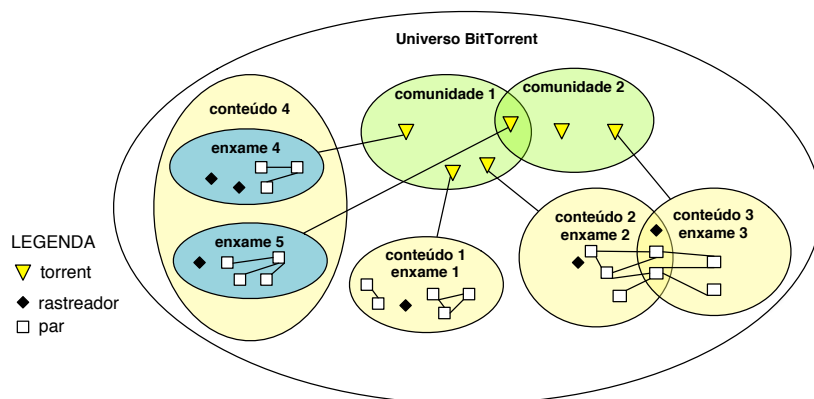 Universo BitTorrent
comunidade 1
comunidade 2
conteúdo 4
enxame 4
enxame 5
conteúdo 1
enxame 1
conteúdo 2
enxame 2
conteúdo 3
enxame 3
LEGENDA
torrent
rastreador
par